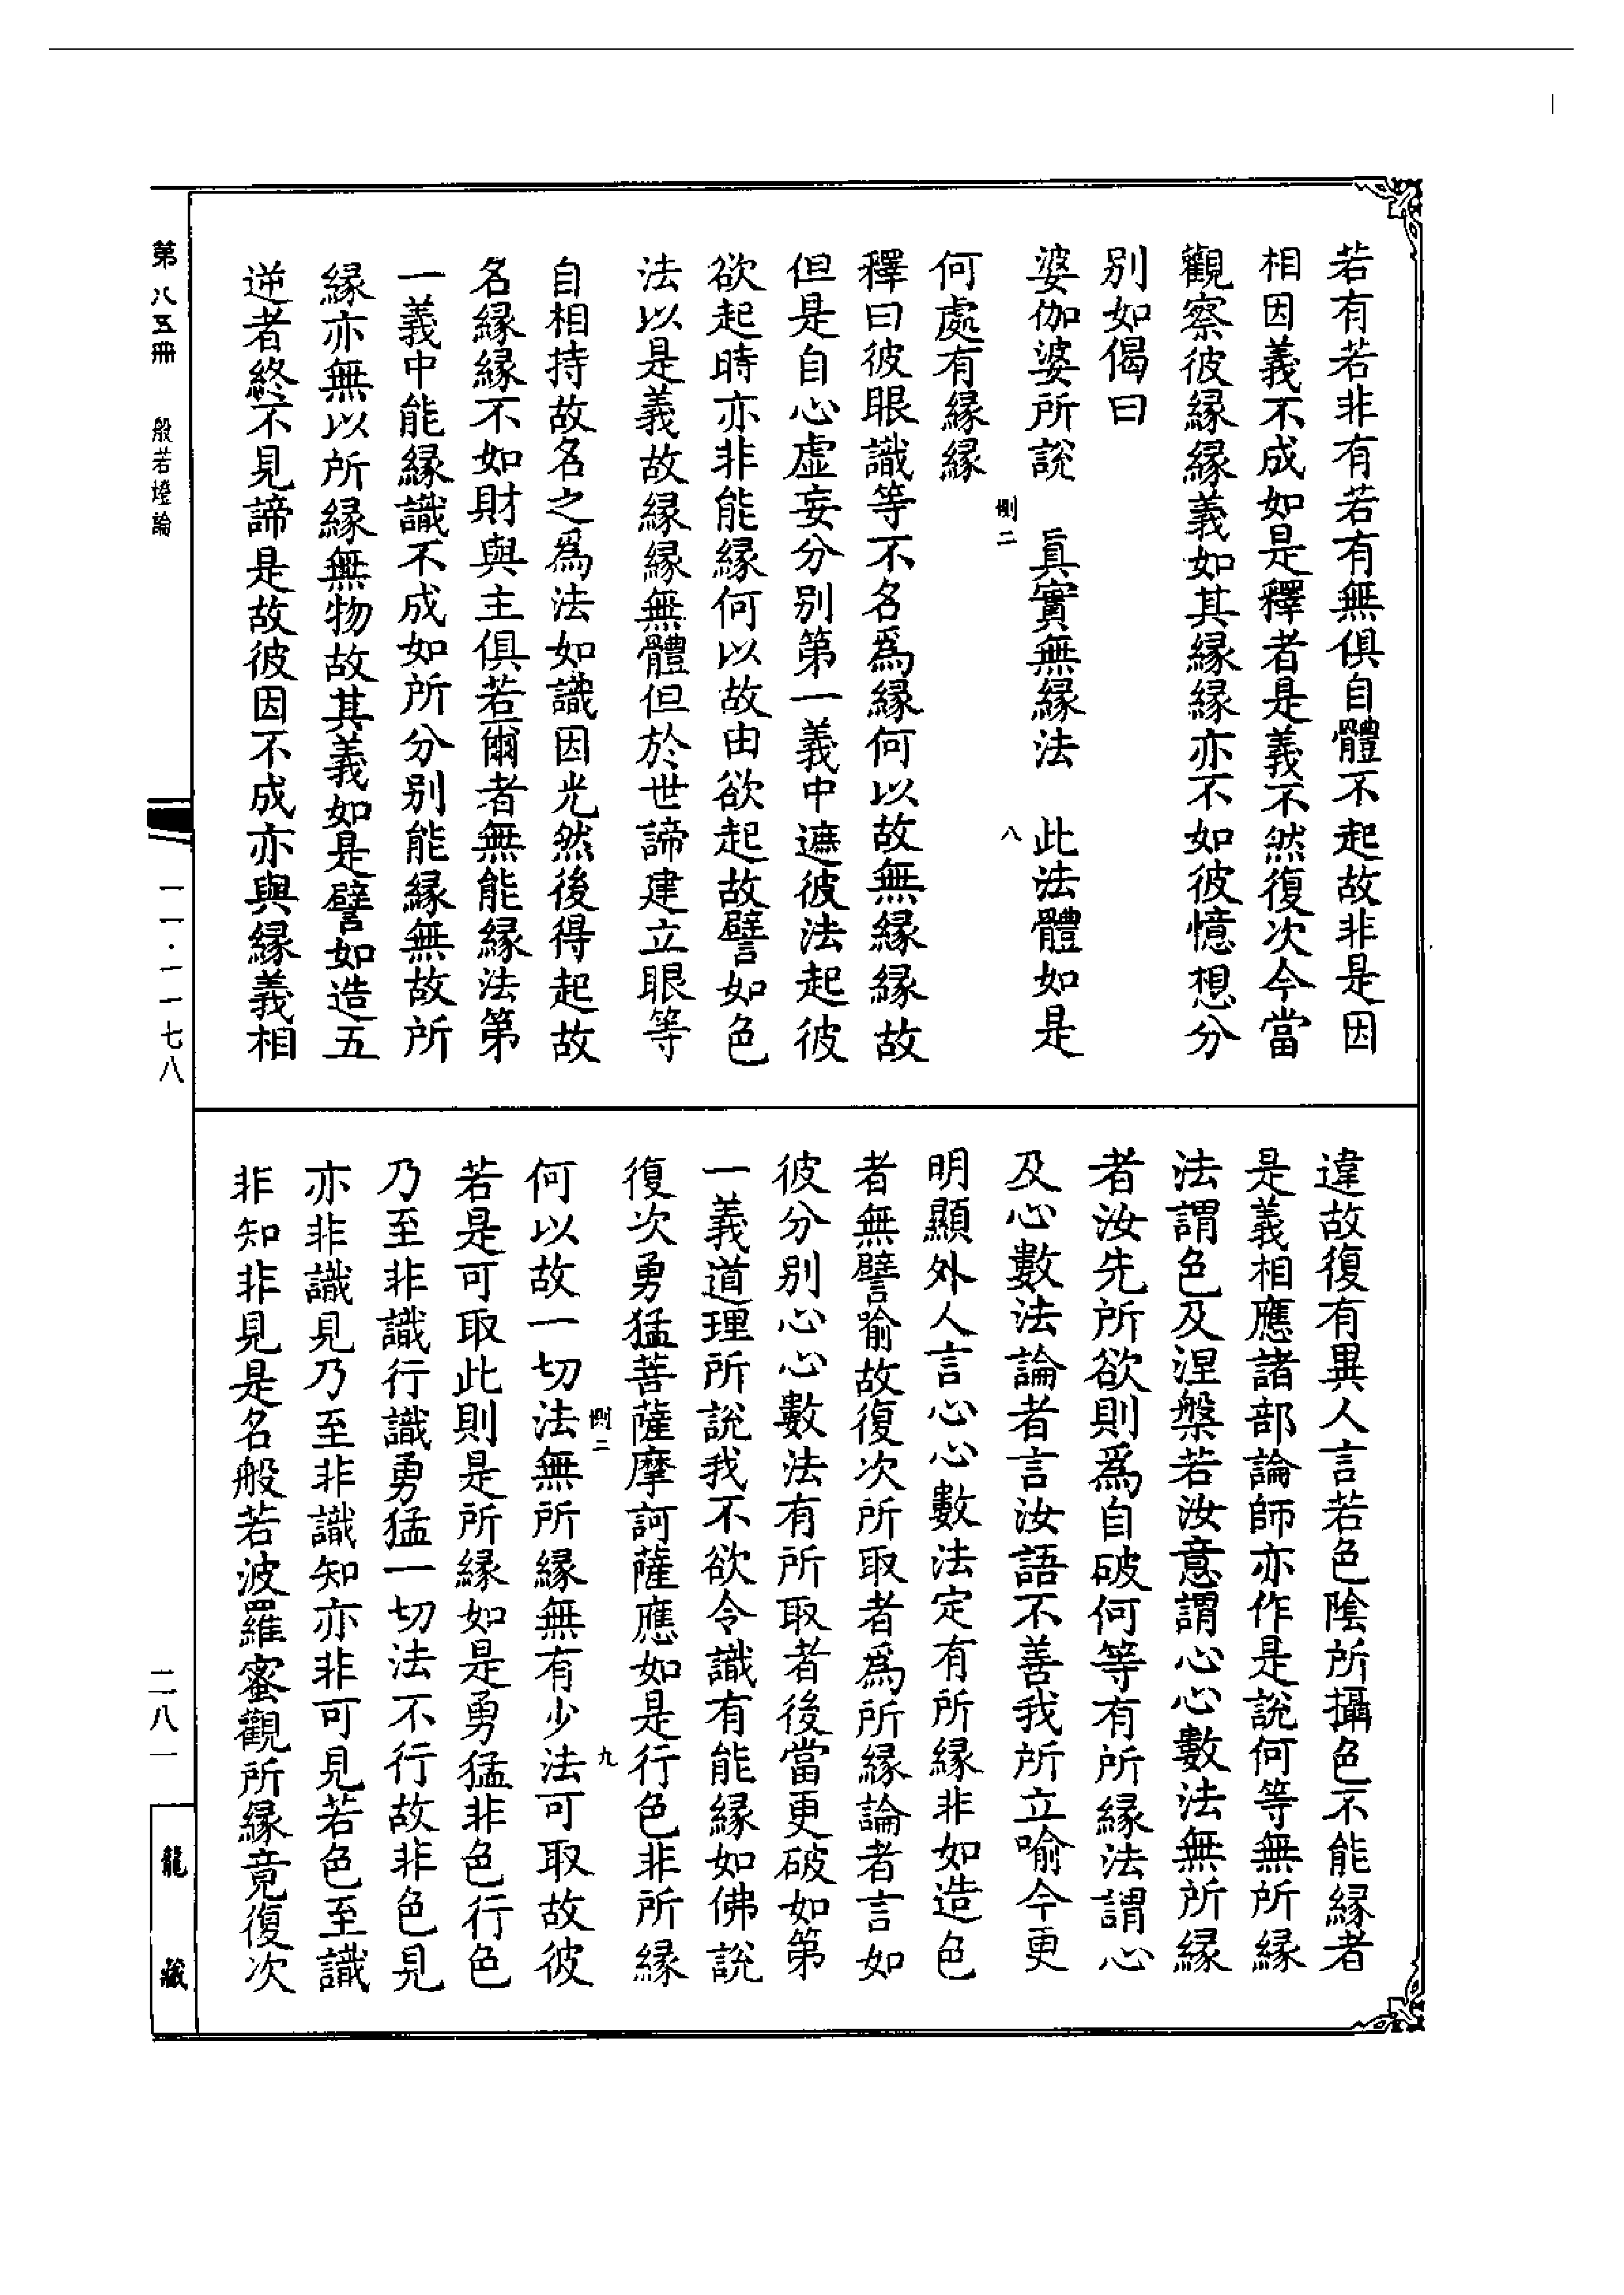 若有若非有若有無俱自體不起故非是因
相因義不成如是釋者是義不然復次今當
觀察彼緣緣義如其緣緣亦不如彼憶想分
別如偈曰
婆伽婆所說　眞實無緣法　此法體如是
側二　八
何處有緣緣
釋曰彼眼識等不名爲緣何以故無緣緣故
但是自心虛妄分別第一義中遮彼法起彼
欲起時亦非能緣何以故由欲起故譬如色
法以是義故緣緣無體但於世諦建立眼等
自相持故名之爲法如識因光然後得起故
名緣緣不如財與主俱若爾者無能緣法第
一義中能緣識不成如所分別能緣無故所
緣亦無以所緣無物故其義如是譬如造五
逆者終不見諦是故彼因不成亦與緣義相
違故復有異人言若色陰所攝色不能緣者
是義相應諸部論師亦作是說何等無所緣
法謂色及涅槃若汝意謂心心數法無所緣
者汝先所欲則爲自破何等有所緣法謂心
及心數法論者言汝語不善我所立喻今更
明顯外人言心心數法定有所緣非如造色
者無譬喻故復次所取者爲所緣論者言如
彼分別心心數法有所取者後當更破如第
一義道理所說我不欲令識有能緣如佛說
復次勇猛菩薩摩訶薩應如是行色非所緣
側二　九
何以故一切法無所緣無有少法可取故彼
若是可取此則是所緣如是勇猛非色行色
乃至非識行識勇猛一切法不行故非色見
亦非識見乃至非識知亦非可見若色至識
非知非見是名般若波羅蜜觀所緣竟復次
第八五冊　般若燈論
一一·一一七八
二八一
龍藏